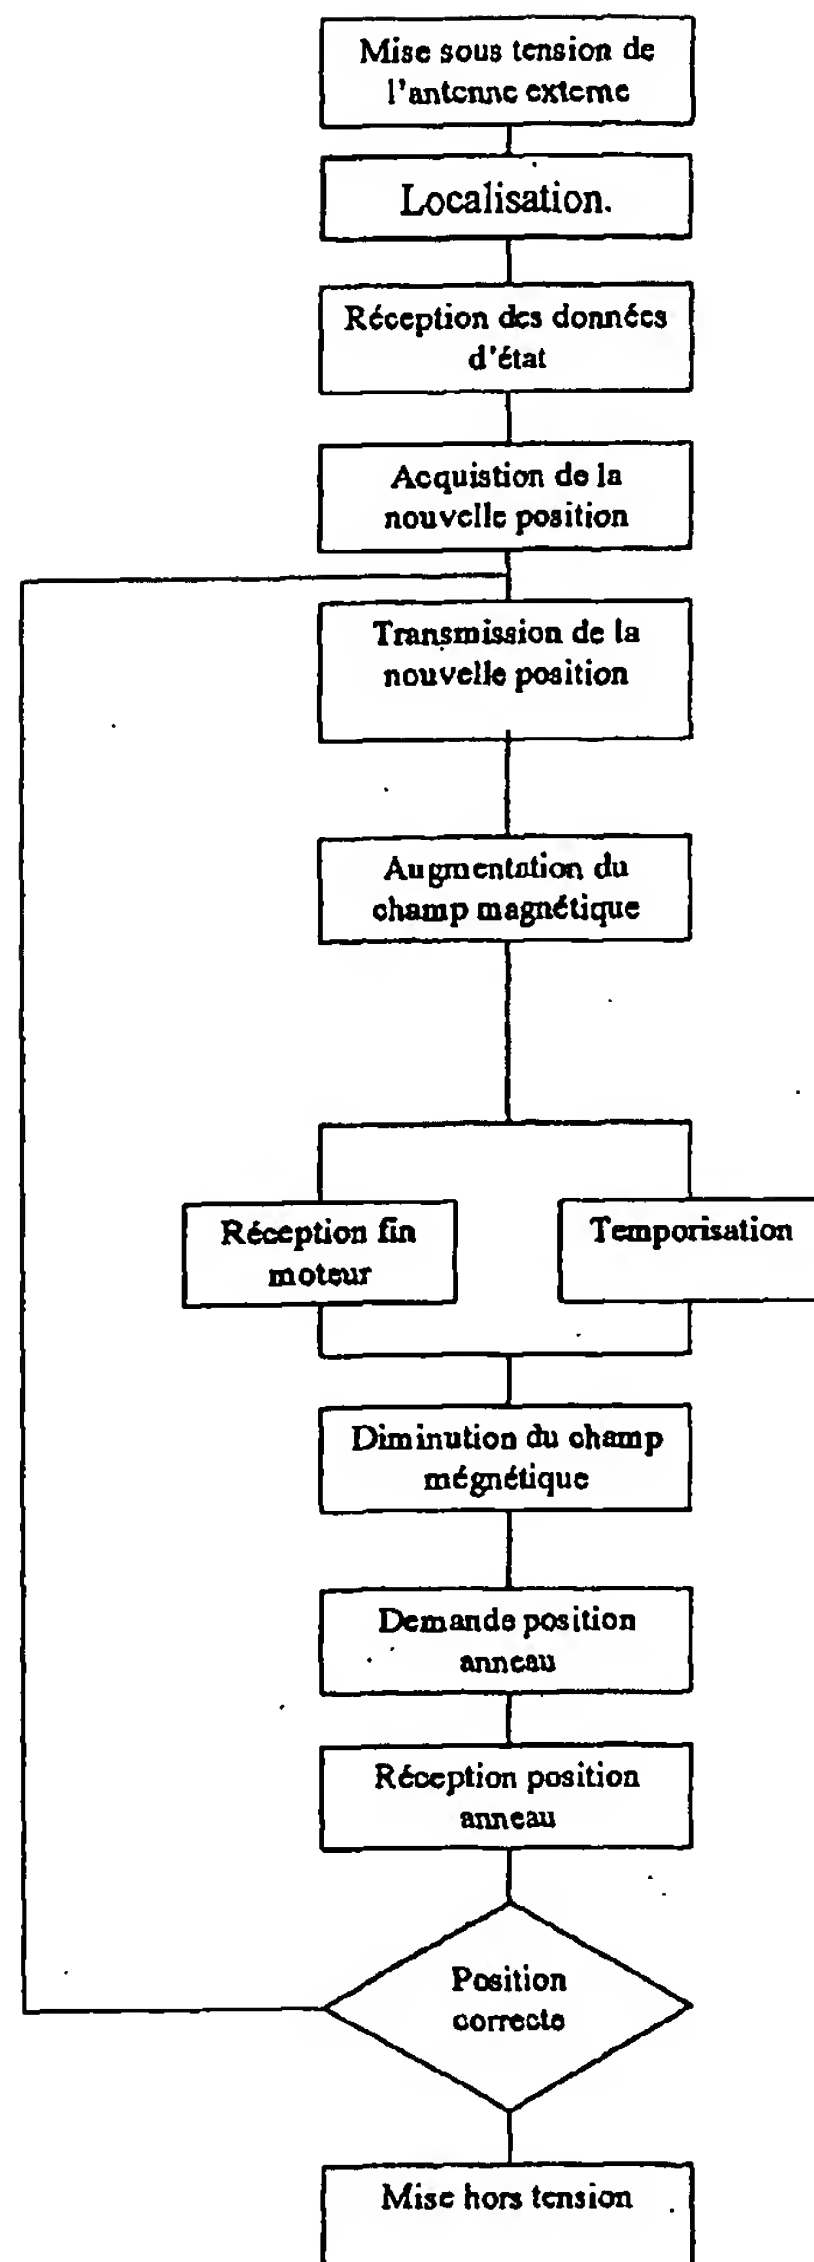 Mise sous tension de
l'antenne externe
Localisation.
Réception des données
d'état
Acquistion de la
nouvelle position
Transmission de la
nouvelle position
Augmentation du
champ magnétique
Réception fin
moteur
Temporisation
Diminution du champ
mégnétique
Demande position
anneau
Réception position
anneau
Position
correcte
Mise hors tension